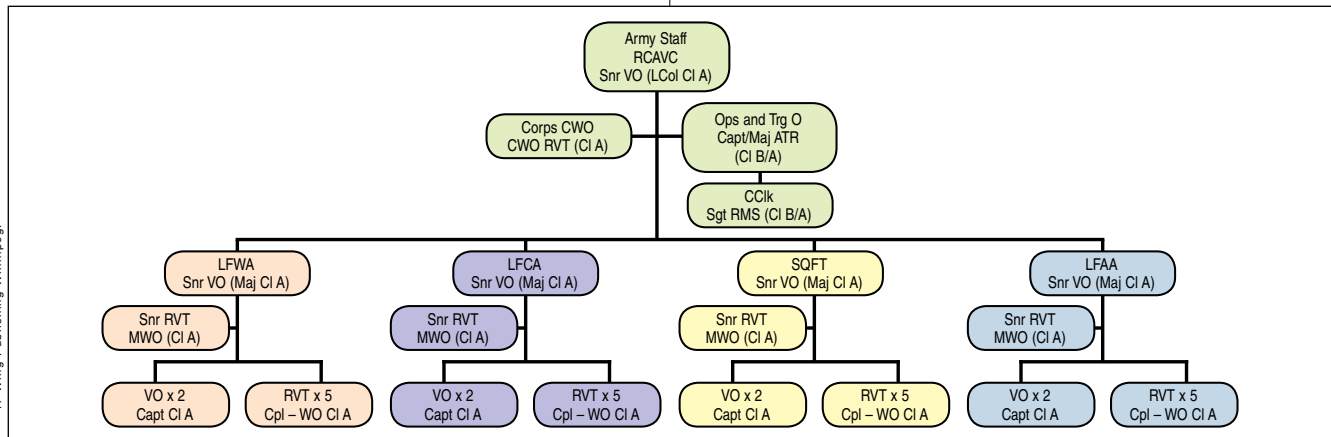 Army Staff
RCAVC
Snr VO (LCol Cl A)
Corps CWO
CWO RVT (Cl A)
Ops and Trg O
Capt/Maj ATR
(Cl B/A)
CClk
Sgt RMS (Cl B/A)
LFWA
Snr VO (Maj Cl A)
Snr RVT
MWO (Cl A)
VO x 2
Capt Cl A
RVT x 5
Cpl – WO Cl A
LFCA
Snr VO (Maj Cl A)
Snr RVT
MWO (Cl A)
VO x 2
Capt Cl A
RVT x 5
Cpl – WO Cl A
SQFT
Snr VO (Maj Cl A)
Snr RVT
MWO (Cl A)
VO x 2
Capt Cl A
RVT x 5
Cpl – WO Cl A
LFAA
Snr VO (Maj Cl A)
Snr RVT
MWO (Cl A)
VO x 2
Capt Cl A
RVT x 5
Cpl – WO Cl A